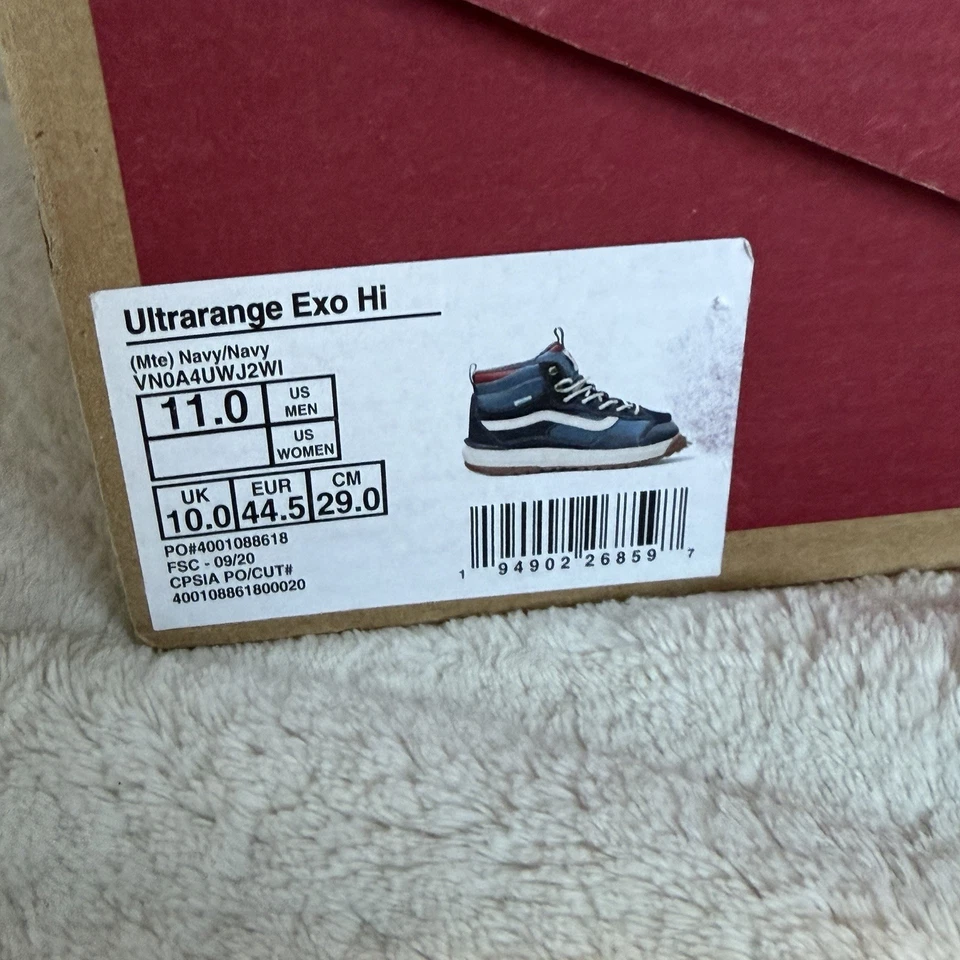 Ultrarange Exo Hi
(Mte) Navy/Navy
VN0A4UWJ2WI
11.0 US MEN
US WOMEN
UK EUR CM
10.0 44.5 29.0
PO#4001088618
FSC - 09/20
CPSIA PO/CUT#
400108861800020
1 94902 26859 7